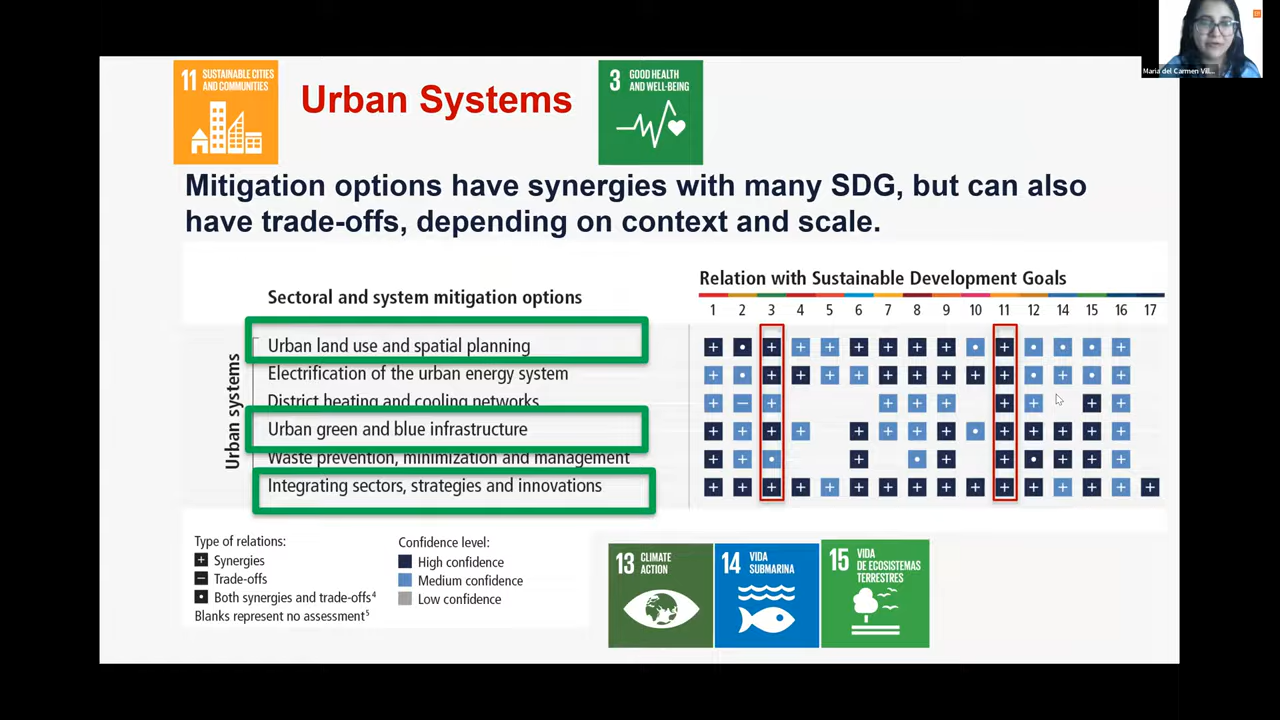 Maria del Carmen Vill...
11 SUSTAINABLE CITIES
AND COMMUNITIES
Urban Systems
3 GOOD HEALTH
AND WELL-BEING
Mitigation options have synergies with many SDG, but can also
have trade-offs, depending on context and scale.
Relation with Sustainable Development Goals
Sectoral and system mitigation options
1 2 3 4 5 6 7 8 9 10 11 12 13 14 15 16 17
Urban systems
Urban land use and spatial planning
Electrification of the urban energy system
District heating and cooling networks
Urban green and blue infrastructure
Waste prevention, minimization and management
Integrating sectors, strategies and innovations
Type of relations:
+ Synergies
− Trade-offs
• Both synergies and trade-offs⁴
Blanks represent no assessment⁵
Confidence level:
High confidence
Medium confidence
Low confidence
13 CLIMATE
ACTION
14 VIDA
SUBMARINA
15 VIDA
DE ECOSISTEMAS
TERRESTRES